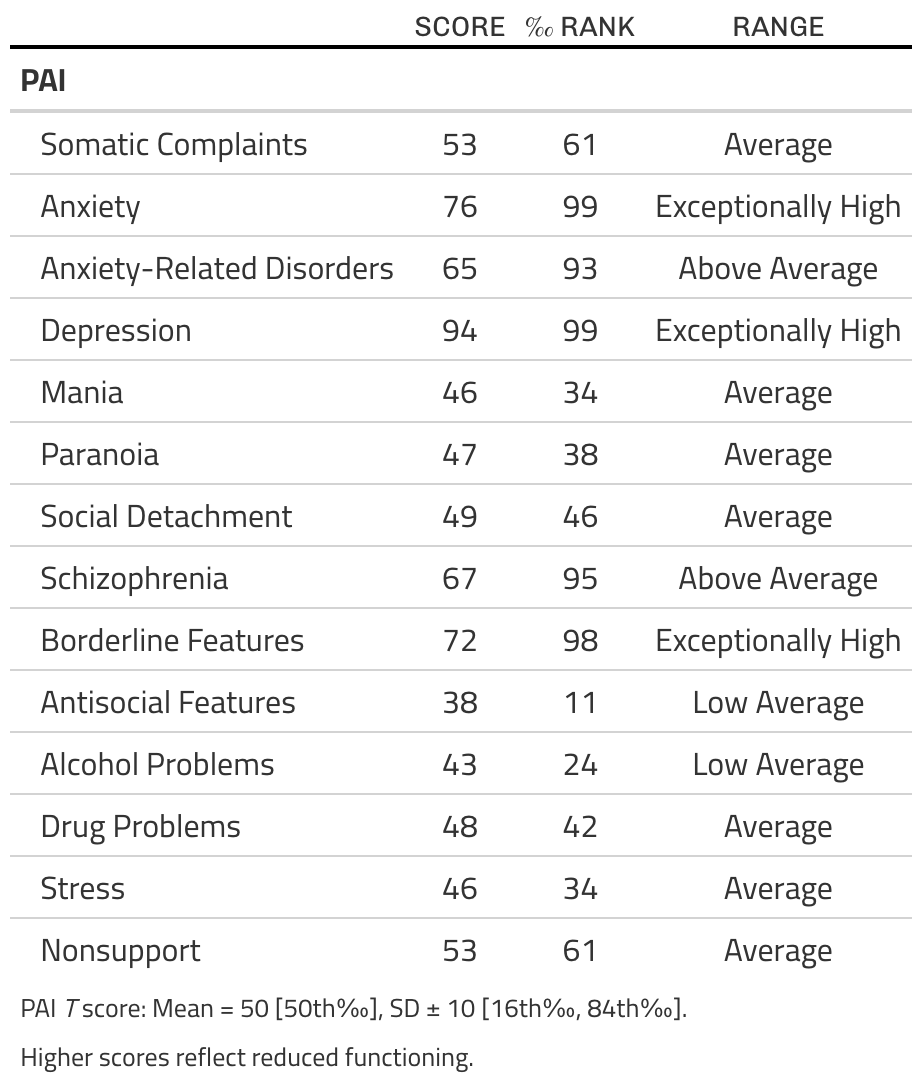 SCORE ‰ RANK RANGE
PAI
Somatic Complaints 53 61 Average
Anxiety 76 99 Exceptionally High
Anxiety-Related Disorders 65 93 Above Average
Depression 94 99 Exceptionally High
Mania 46 34 Average
Paranoia 47 38 Average
Social Detachment 49 46 Average
Schizophrenia 67 95 Above Average
Borderline Features 72 98 Exceptionally High
Antisocial Features 38 11 Low Average
Alcohol Problems 43 24 Low Average
Drug Problems 48 42 Average
Stress 46 34 Average
Nonsupport 53 61 Average
PAI T score: Mean = 50 [50th‰], SD ± 10 [16th‰, 84th‰].
Higher scores reflect reduced functioning.